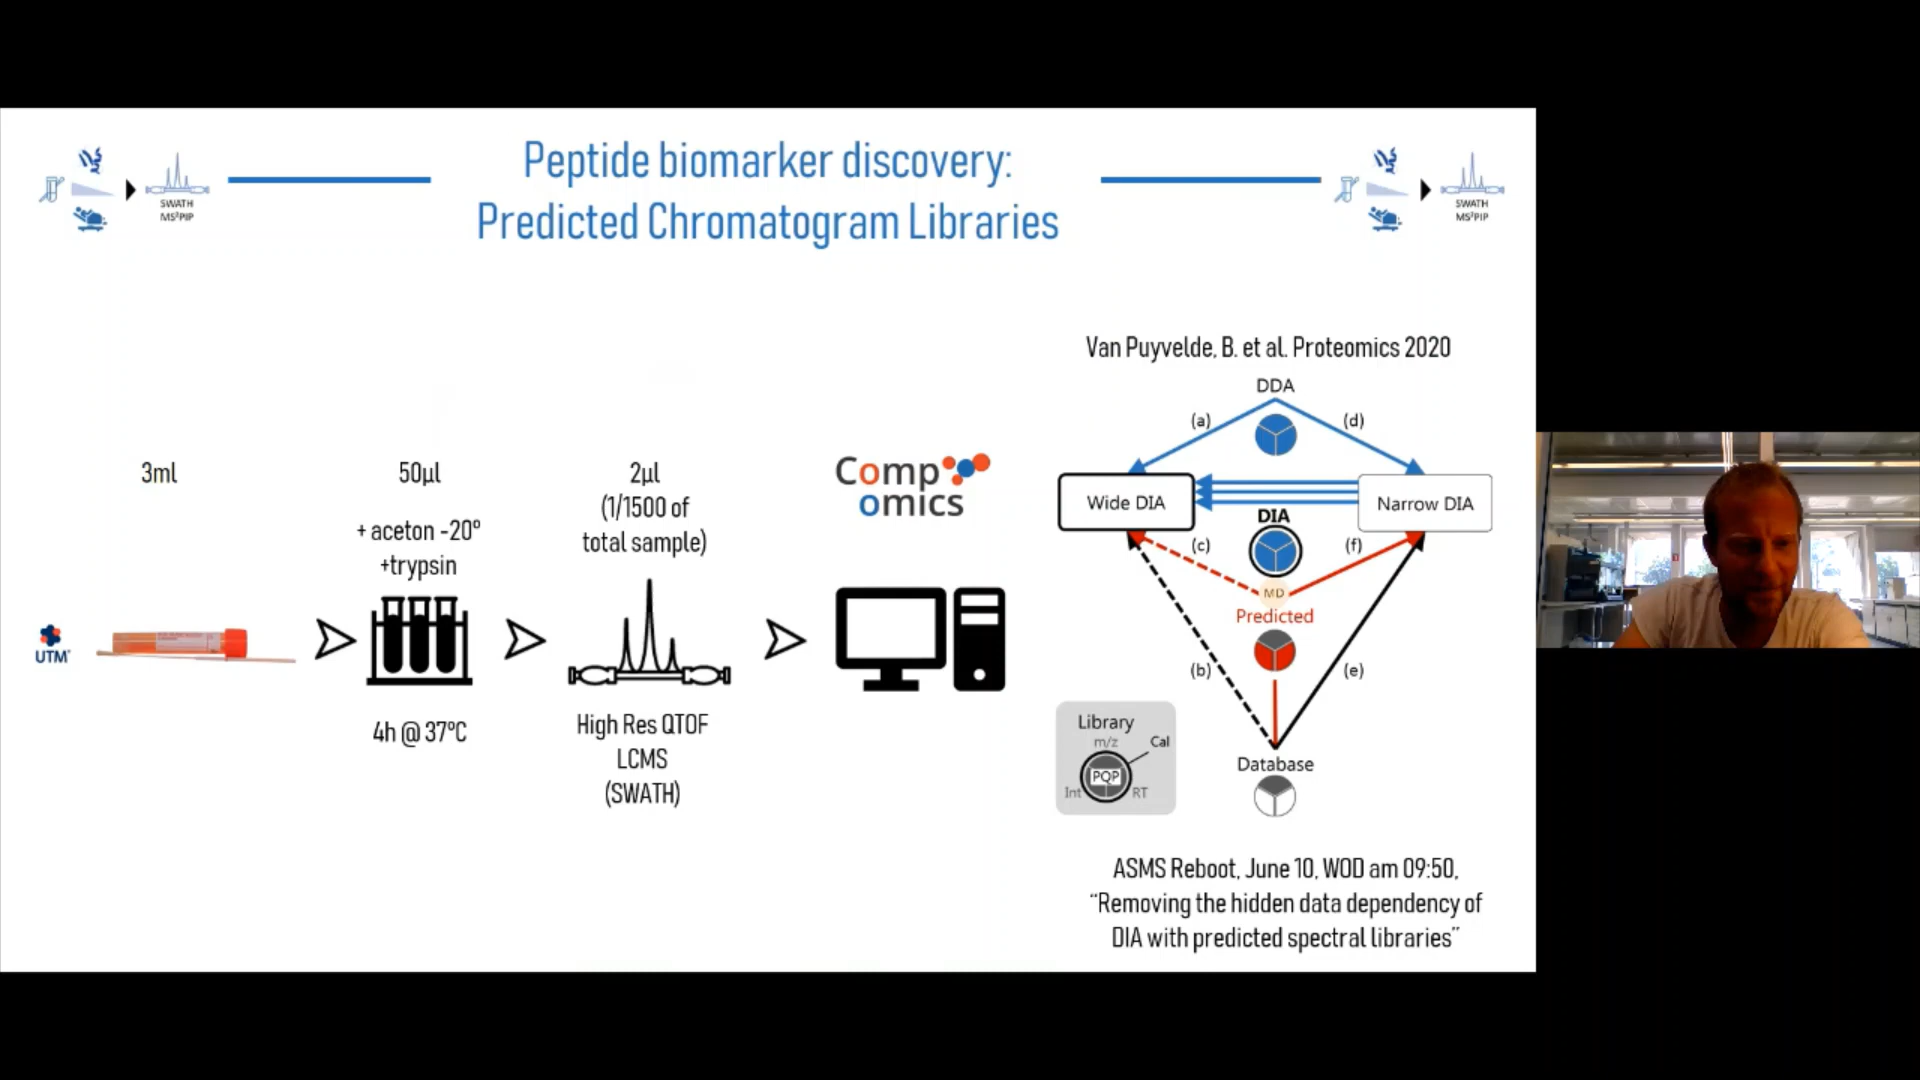 Peptide biomarker discovery:
Predicted Chromatogram Libraries
SWATH
MS²PIP
SWATH
MS²PIP
3ml
50µl
+ aceton -20°
+trypsin
4h @ 37°C
2µl
(1/1500 of
total sample)
High Res QTOF
LCMS
(SWATH)
UTM
Comp
omics
Van Puyvelde, B. et al. Proteomics 2020
DDA
(a)
(d)
Wide DIA
Narrow DIA
DIA
(c)
(f)
MD
Predicted
(b)
(e)
Database
Library
m/z
Cal
PQP
Int
RT
ASMS Reboot, June 10, WOD am 09:50,
“Removing the hidden data dependency of
DIA with predicted spectral libraries”